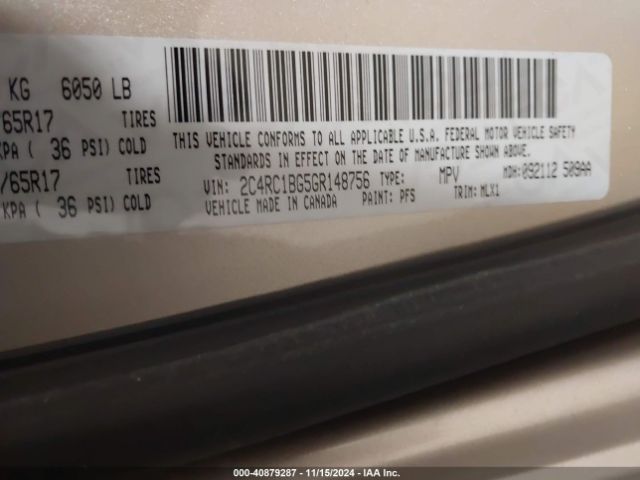 KG 6050 LB
/65R17 TIRES
KPA ( 36 PSI) COLD
/65R17 TIRES
KPA ( 36 PSI) COLD
THIS VEHICLE CONFORMS TO ALL APPLICABLE U.S.A. FEDERAL MOTOR VEHICLE SAFETY
STANDARDS IN EFFECT ON THE DATE OF MANUFACTURE SHOWN ABOVE.
VIN: 2C4RC1BG5GR148756 TYPE: MPV MDH:092112 509AA
VEHICLE MADE IN CANADA PAINT: PFS TRIM: MLX1
000-40879287 - 11/15/2024 - IAA Inc.